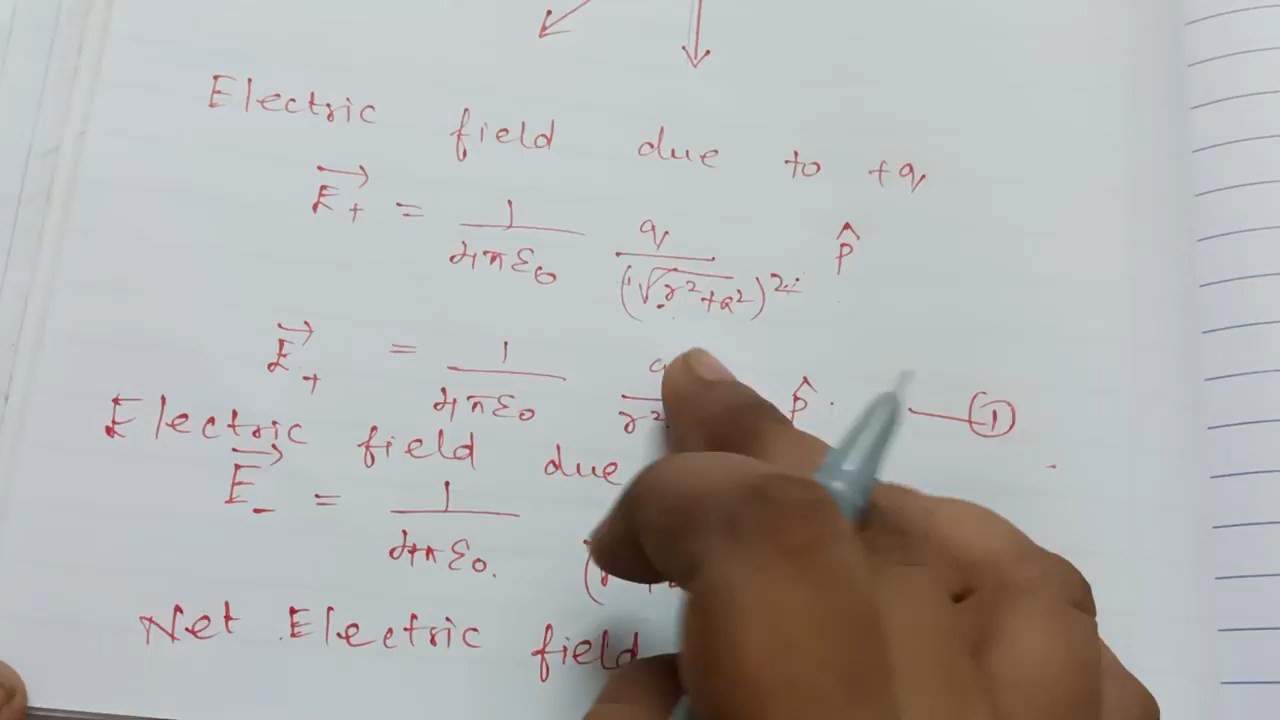 Electric field due to +q
E⃗₊ = 1/4πε₀ q/(√r²+a²)² p̂
E⃗₊ = 1/4πε₀ r² p̂. — ①
Electric field due
E⃗₋ = 1/4πε₀.
Net Electric field